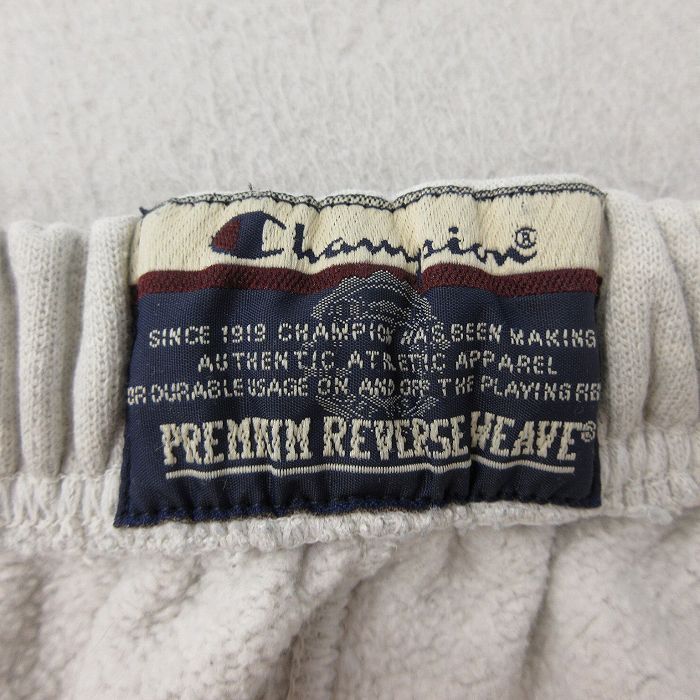 Champion®
SINCE 1919 CHAMPION HAS BEEN MAKING
AUTHENTIC ATHLETIC APPAREL
DURABLE USAGE ON AND OFF THE PLAYING
PREMIUM REVERSE WEAVE®